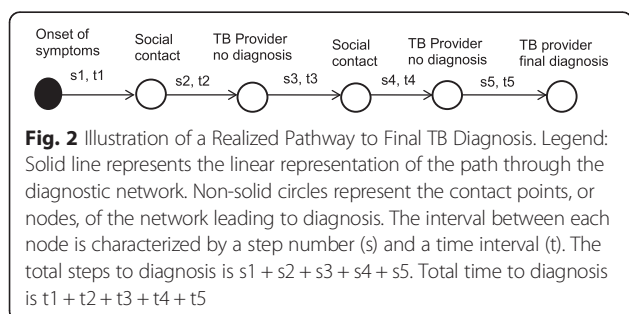 Onset of symptoms
Social contact
TB Provider no diagnosis
Social contact
TB Provider no diagnosis
TB provider final diagnosis
s1, t1
s2, t2
s3, t3
s4, t4
s5, t5
Fig. 2 Illustration of a Realized Pathway to Final TB Diagnosis. Legend:
Solid line represents the linear representation of the path through the
diagnostic network. Non-solid circles represent the contact points, or
nodes, of the network leading to diagnosis. The interval between each
node is characterized by a step number (s) and a time interval (t). The
total steps to diagnosis is s1 + s2 + s3 + s4 + s5. Total time to diagnosis
is t1 + t2 + t3 + t4 + t5